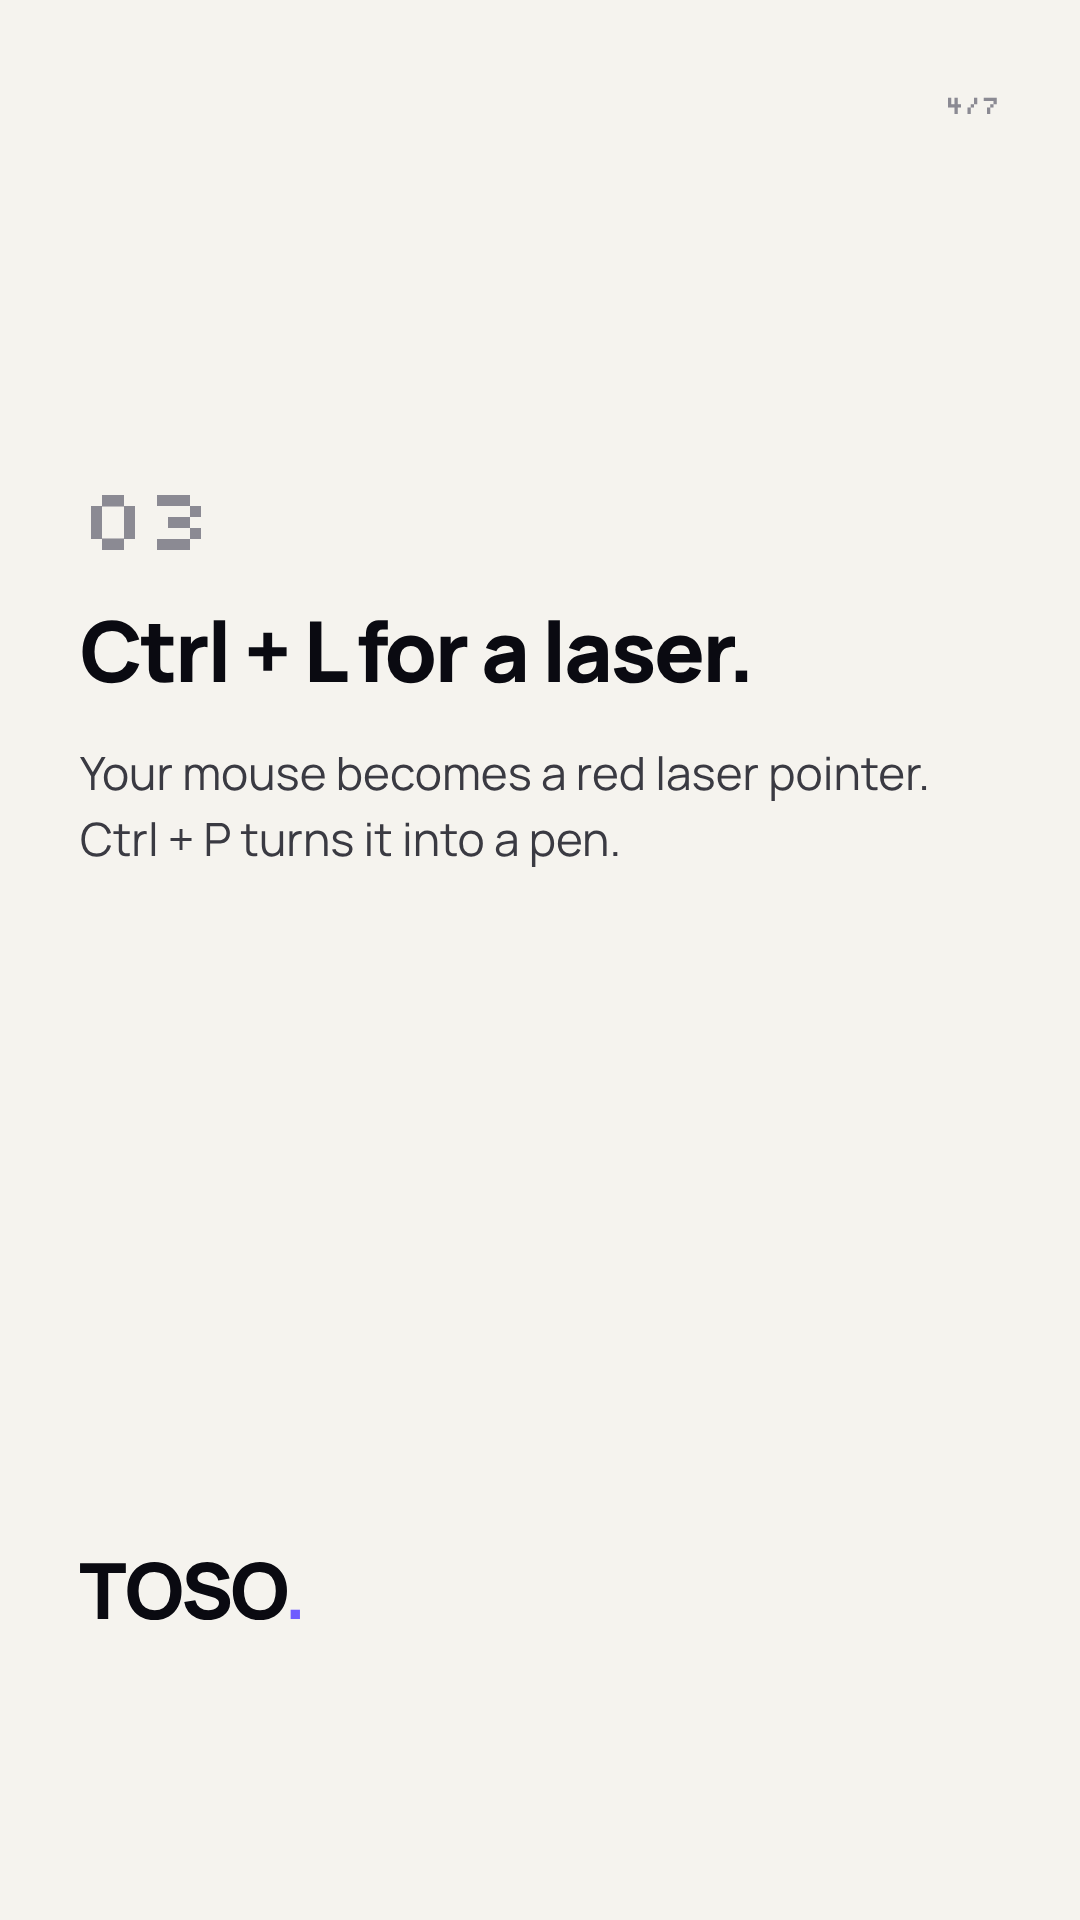 4/7
03
Ctrl + L for a laser.
Your mouse becomes a red laser pointer.
Ctrl + P turns it into a pen.
TOSO.